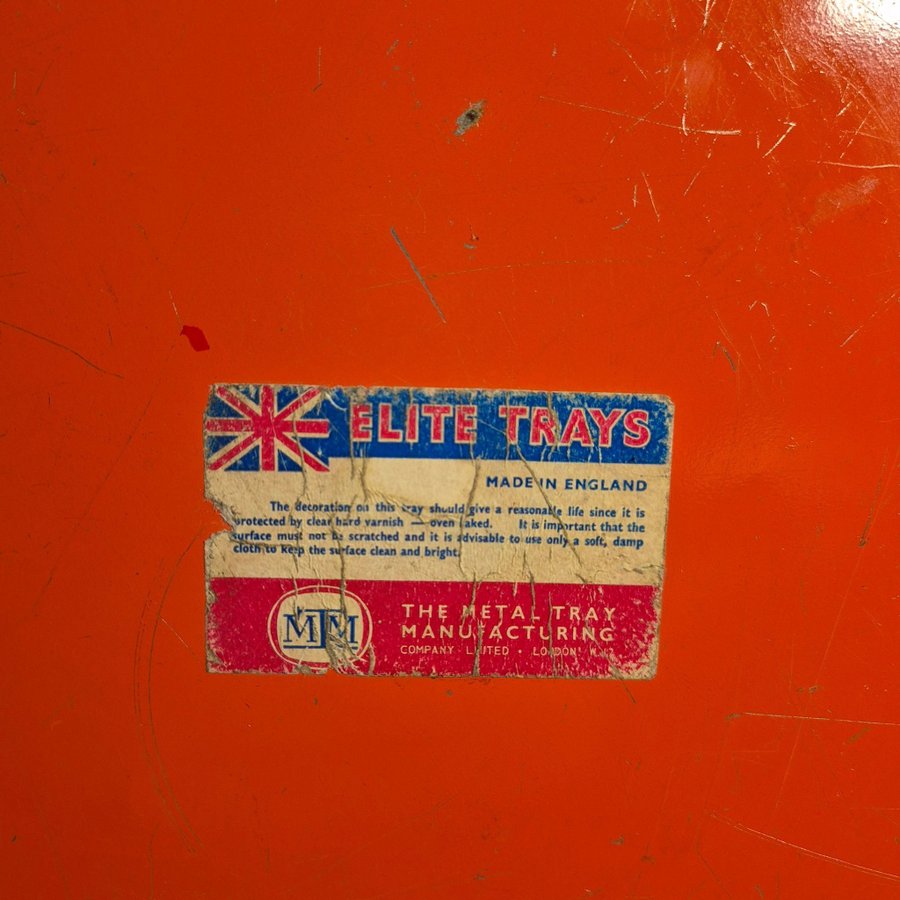 ELITE TRAYS
MADE IN ENGLAND
The decoration on this tray should give a reasonable life since it is
protected by clear hard varnish — oven baked. It is important that the
surface must not be scratched and it is advisable to use only a soft, damp
cloth to keep the surface clean and bright.
MTM
THE METAL TRAY
MANUFACTURING
COMPANY LIMITED • LONDON